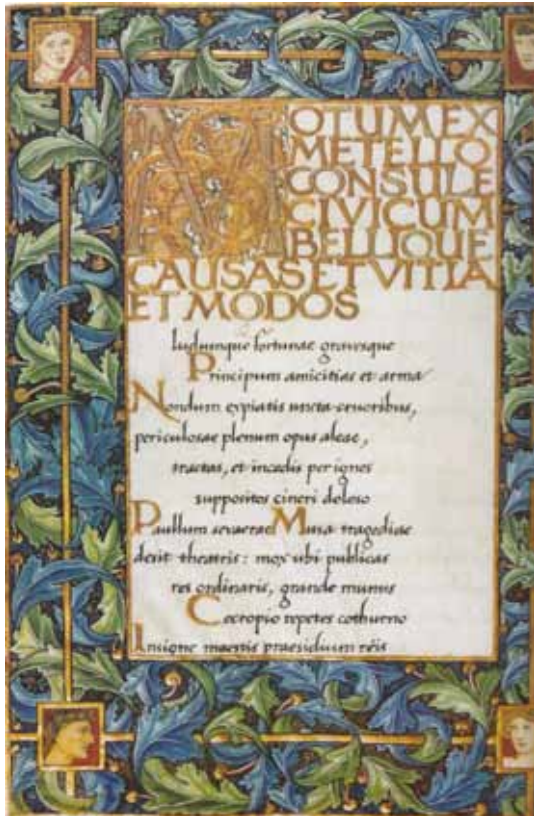 MOTUM EX
METELLO
CONSULE
CIVICUM
BELLIQUE
CAUSAS ET VITIA
ET MODOS
ludumque fortunae gravesque
Principum amicitias et arma
Nondum expiatis uncta cruoribus,
periculosae plenum opus aleae,
tractas, et incedis per ignes
suppositos cineri doloso
Paullum severae Musa tragediae
desit theatris: mox ubi publicas
res ordinaris, grande munus
Cecropio repetes cothurno
Insigne maestis praesidium reis